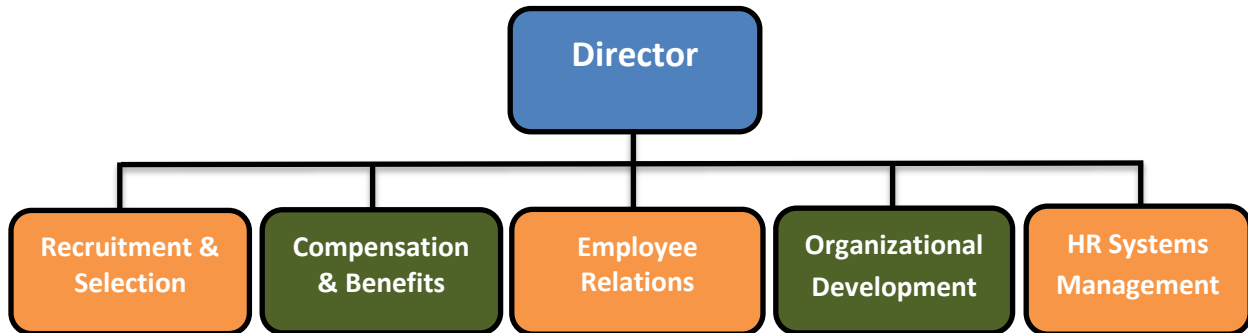 Director
Recruitment &
Selection
Compensation
& Benefits
Employee
Relations
Organizational
Development
HR Systems
Management